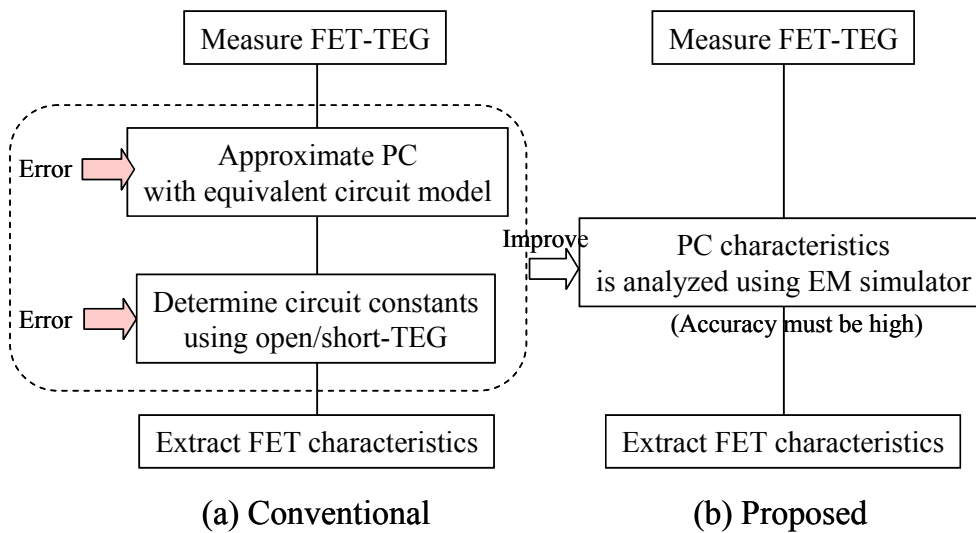 Measure FET-TEG
Error
Approximate PC
with equivalent circuit model
Error
Determine circuit constants
using open/short-TEG
Extract FET characteristics
(a) Conventional
Improve
Measure FET-TEG
PC characteristics
is analyzed using EM simulator
(Accuracy must be high)
Extract FET characteristics
(b) Proposed